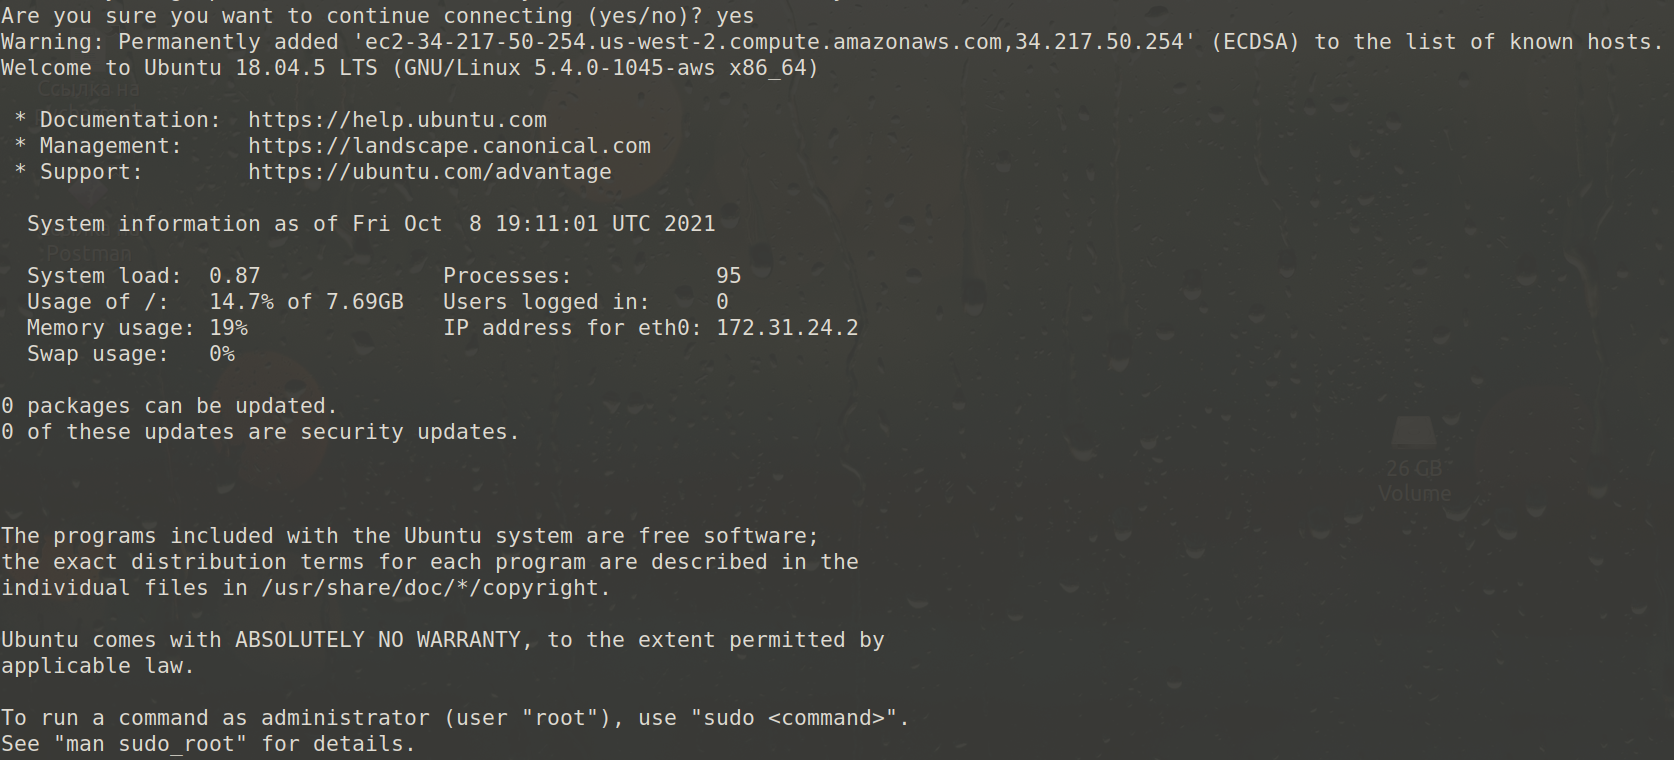 Are you sure you want to continue connecting (yes/no)? yes
Warning: Permanently added 'ec2-34-217-50-254.us-west-2.compute.amazonaws.com,34.217.50.254' (ECDSA) to the list of known hosts.
Welcome to Ubuntu 18.04.5 LTS (GNU/Linux 5.4.0-1045-aws x86_64)
Ссылка на
* Documentation:  https://help.ubuntu.com
* Management:     https://landscape.canonical.com
* Support:        https://ubuntu.com/advantage
System information as of Fri Oct  8 19:11:01 UTC 2021
Postman
System load:  0.87              Processes:           95
Usage of /:   14.7% of 7.69GB   Users logged in:     0
Memory usage: 19%               IP address for eth0: 172.31.24.2
Swap usage:   0%
0 packages can be updated.
0 of these updates are security updates.
26 GB
Volume
The programs included with the Ubuntu system are free software;
the exact distribution terms for each program are described in the
individual files in /usr/share/doc/*/copyright.
Ubuntu comes with ABSOLUTELY NO WARRANTY, to the extent permitted by
applicable law.
To run a command as administrator (user "root"), use "sudo <command>".
See "man sudo_root" for details.